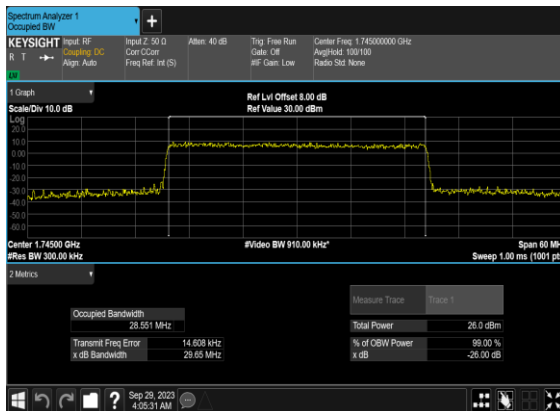 Spectrum Analyzer 1
Occupied BW
KEYSIGHT
R T
Input: RF
Coupling: DC
Align: Auto
Input Z: 50 Ω
Corr CCorr
Freq Ref: Int (S)
Atten: 40 dB
Trig: Free Run
Gate: Off
#IF Gain: Low
Center Freq: 1.745000000 GHz
Avg|Hold: 100/100
Radio Std: None
1 Graph
Scale/Div 10.0 dB
Ref Lvl Offset 8.00 dB
Ref Value 30.00 dBm
Log
20.0
10.0
0.00
-10.0
-20.0
-30.0
-40.0
-50.0
-60.0
Center 1.74500 GHz
#Res BW 300.00 kHz
#Video BW 910.00 kHz*
Span 60 MH
Sweep 1.00 ms (1001 pts
2 Metrics
Measure Trace
Trace 1
Occupied Bandwidth
28.551 MHz
Total Power
26.0 dBm
Transmit Freq Error
14.608 kHz
% of OBW Power
99.00 %
x dB Bandwidth
29.65 MHz
x dB
-26.00 dB
?
Sep 29, 2023
4:05:31 AM